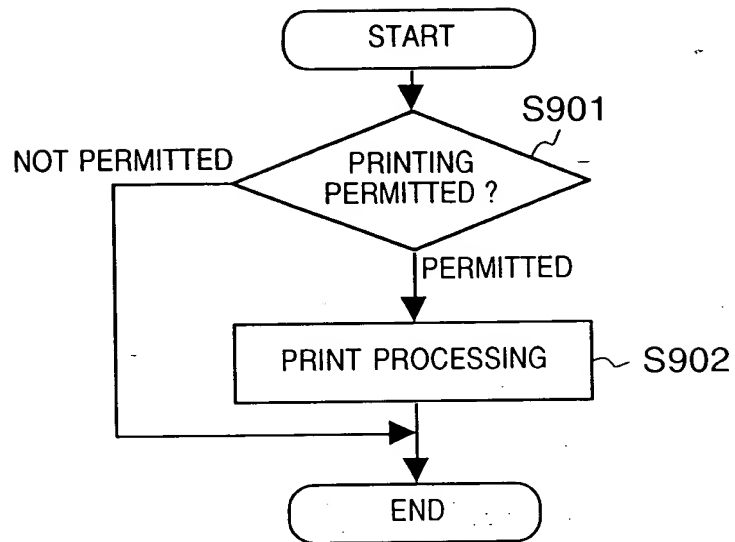 START
S901
NOT PERMITTED
PRINTING
PERMITTED ?
PERMITTED
PRINT PROCESSING
S902
END